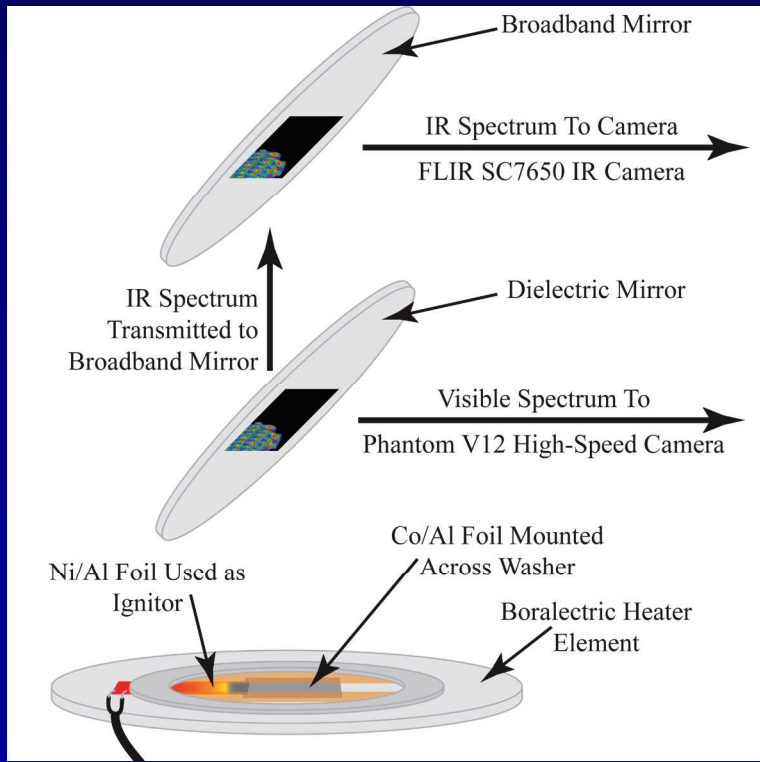 Broadband Mirror
IR Spectrum To Camera
FLIR SC7650 IR Camera
IR Spectrum
Transmitted to
Broadband Mirror
Dielectric Mirror
Visible Spectrum To
Phantom V12 High-Speed Camera
Co/Al Foil Mounted
Across Washer
Ni/Al Foil Used as
Ignitor
Boralectric Heater
Element